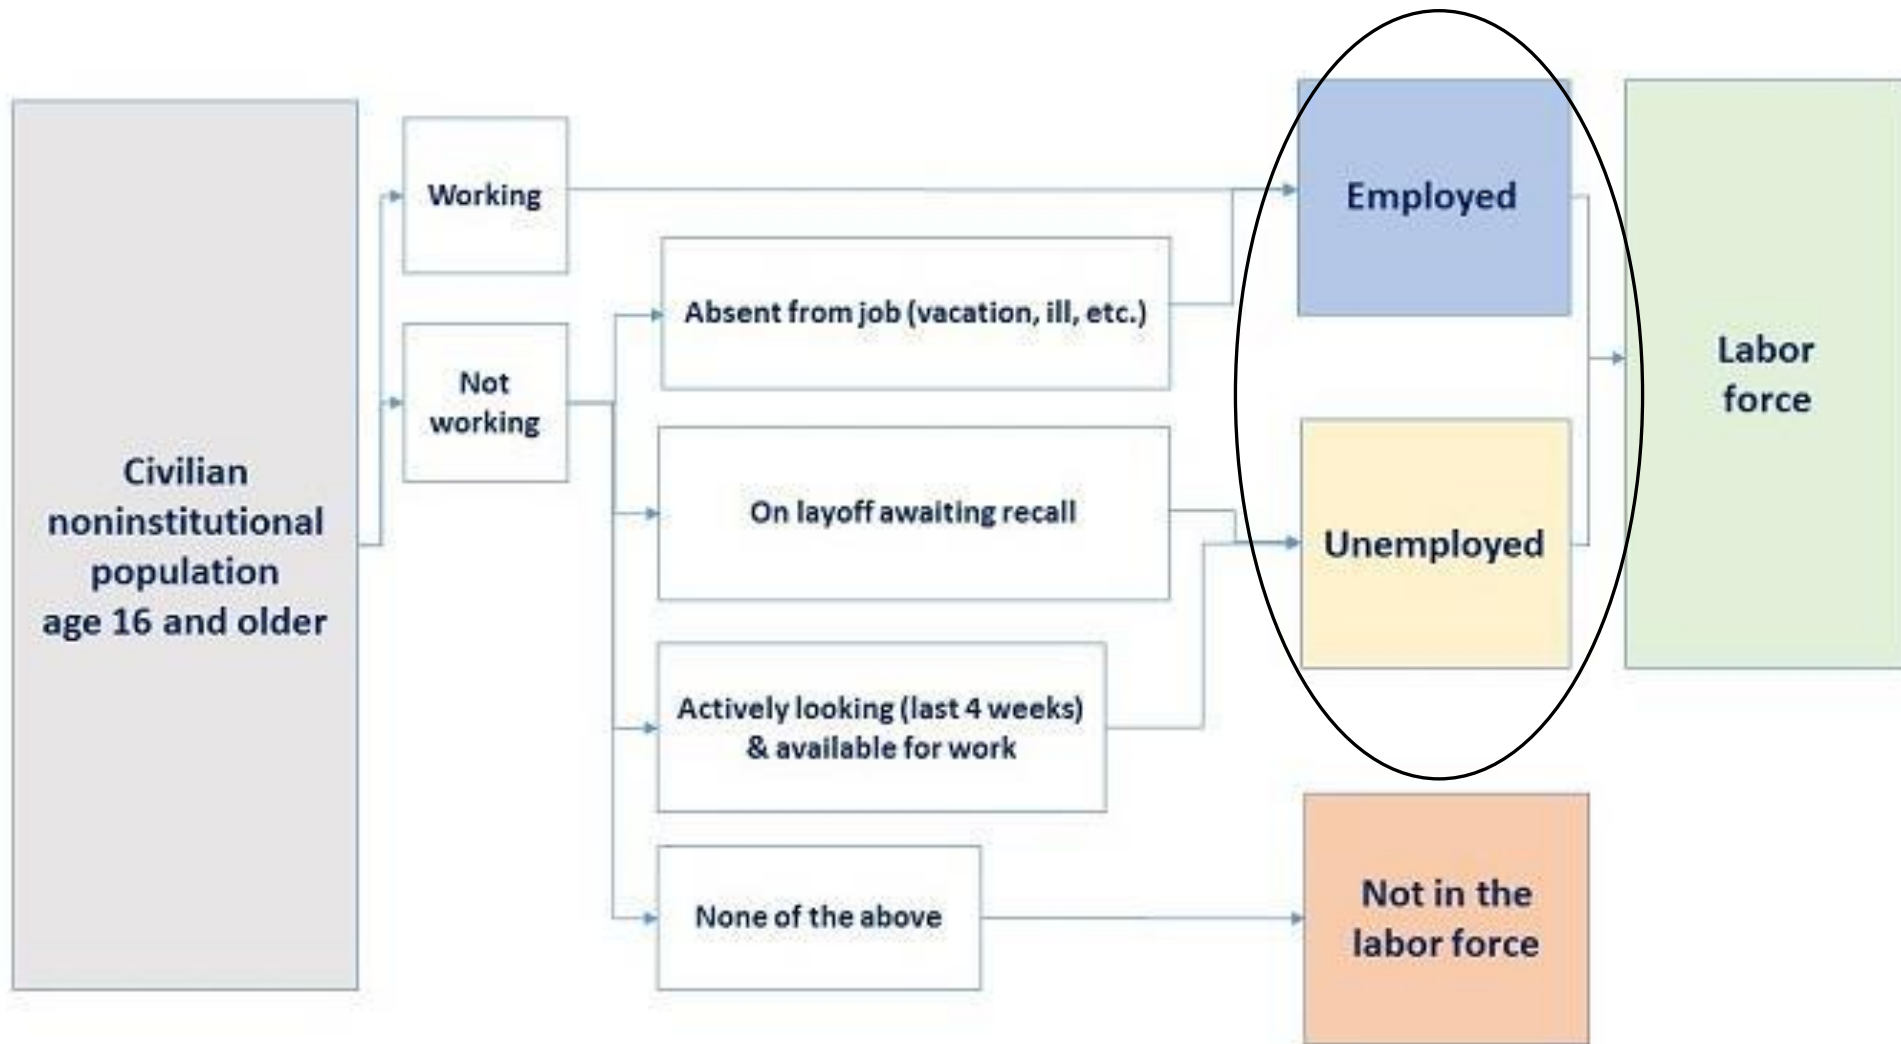 Civilian
noninstitutional
population
age 16 and older
Working
Not
working
Absent from job (vacation, ill, etc.)
On layoff awaiting recall
Actively looking (last 4 weeks)
& available for work
None of the above
Employed
Unemployed
Not in the
labor force
Labor
force